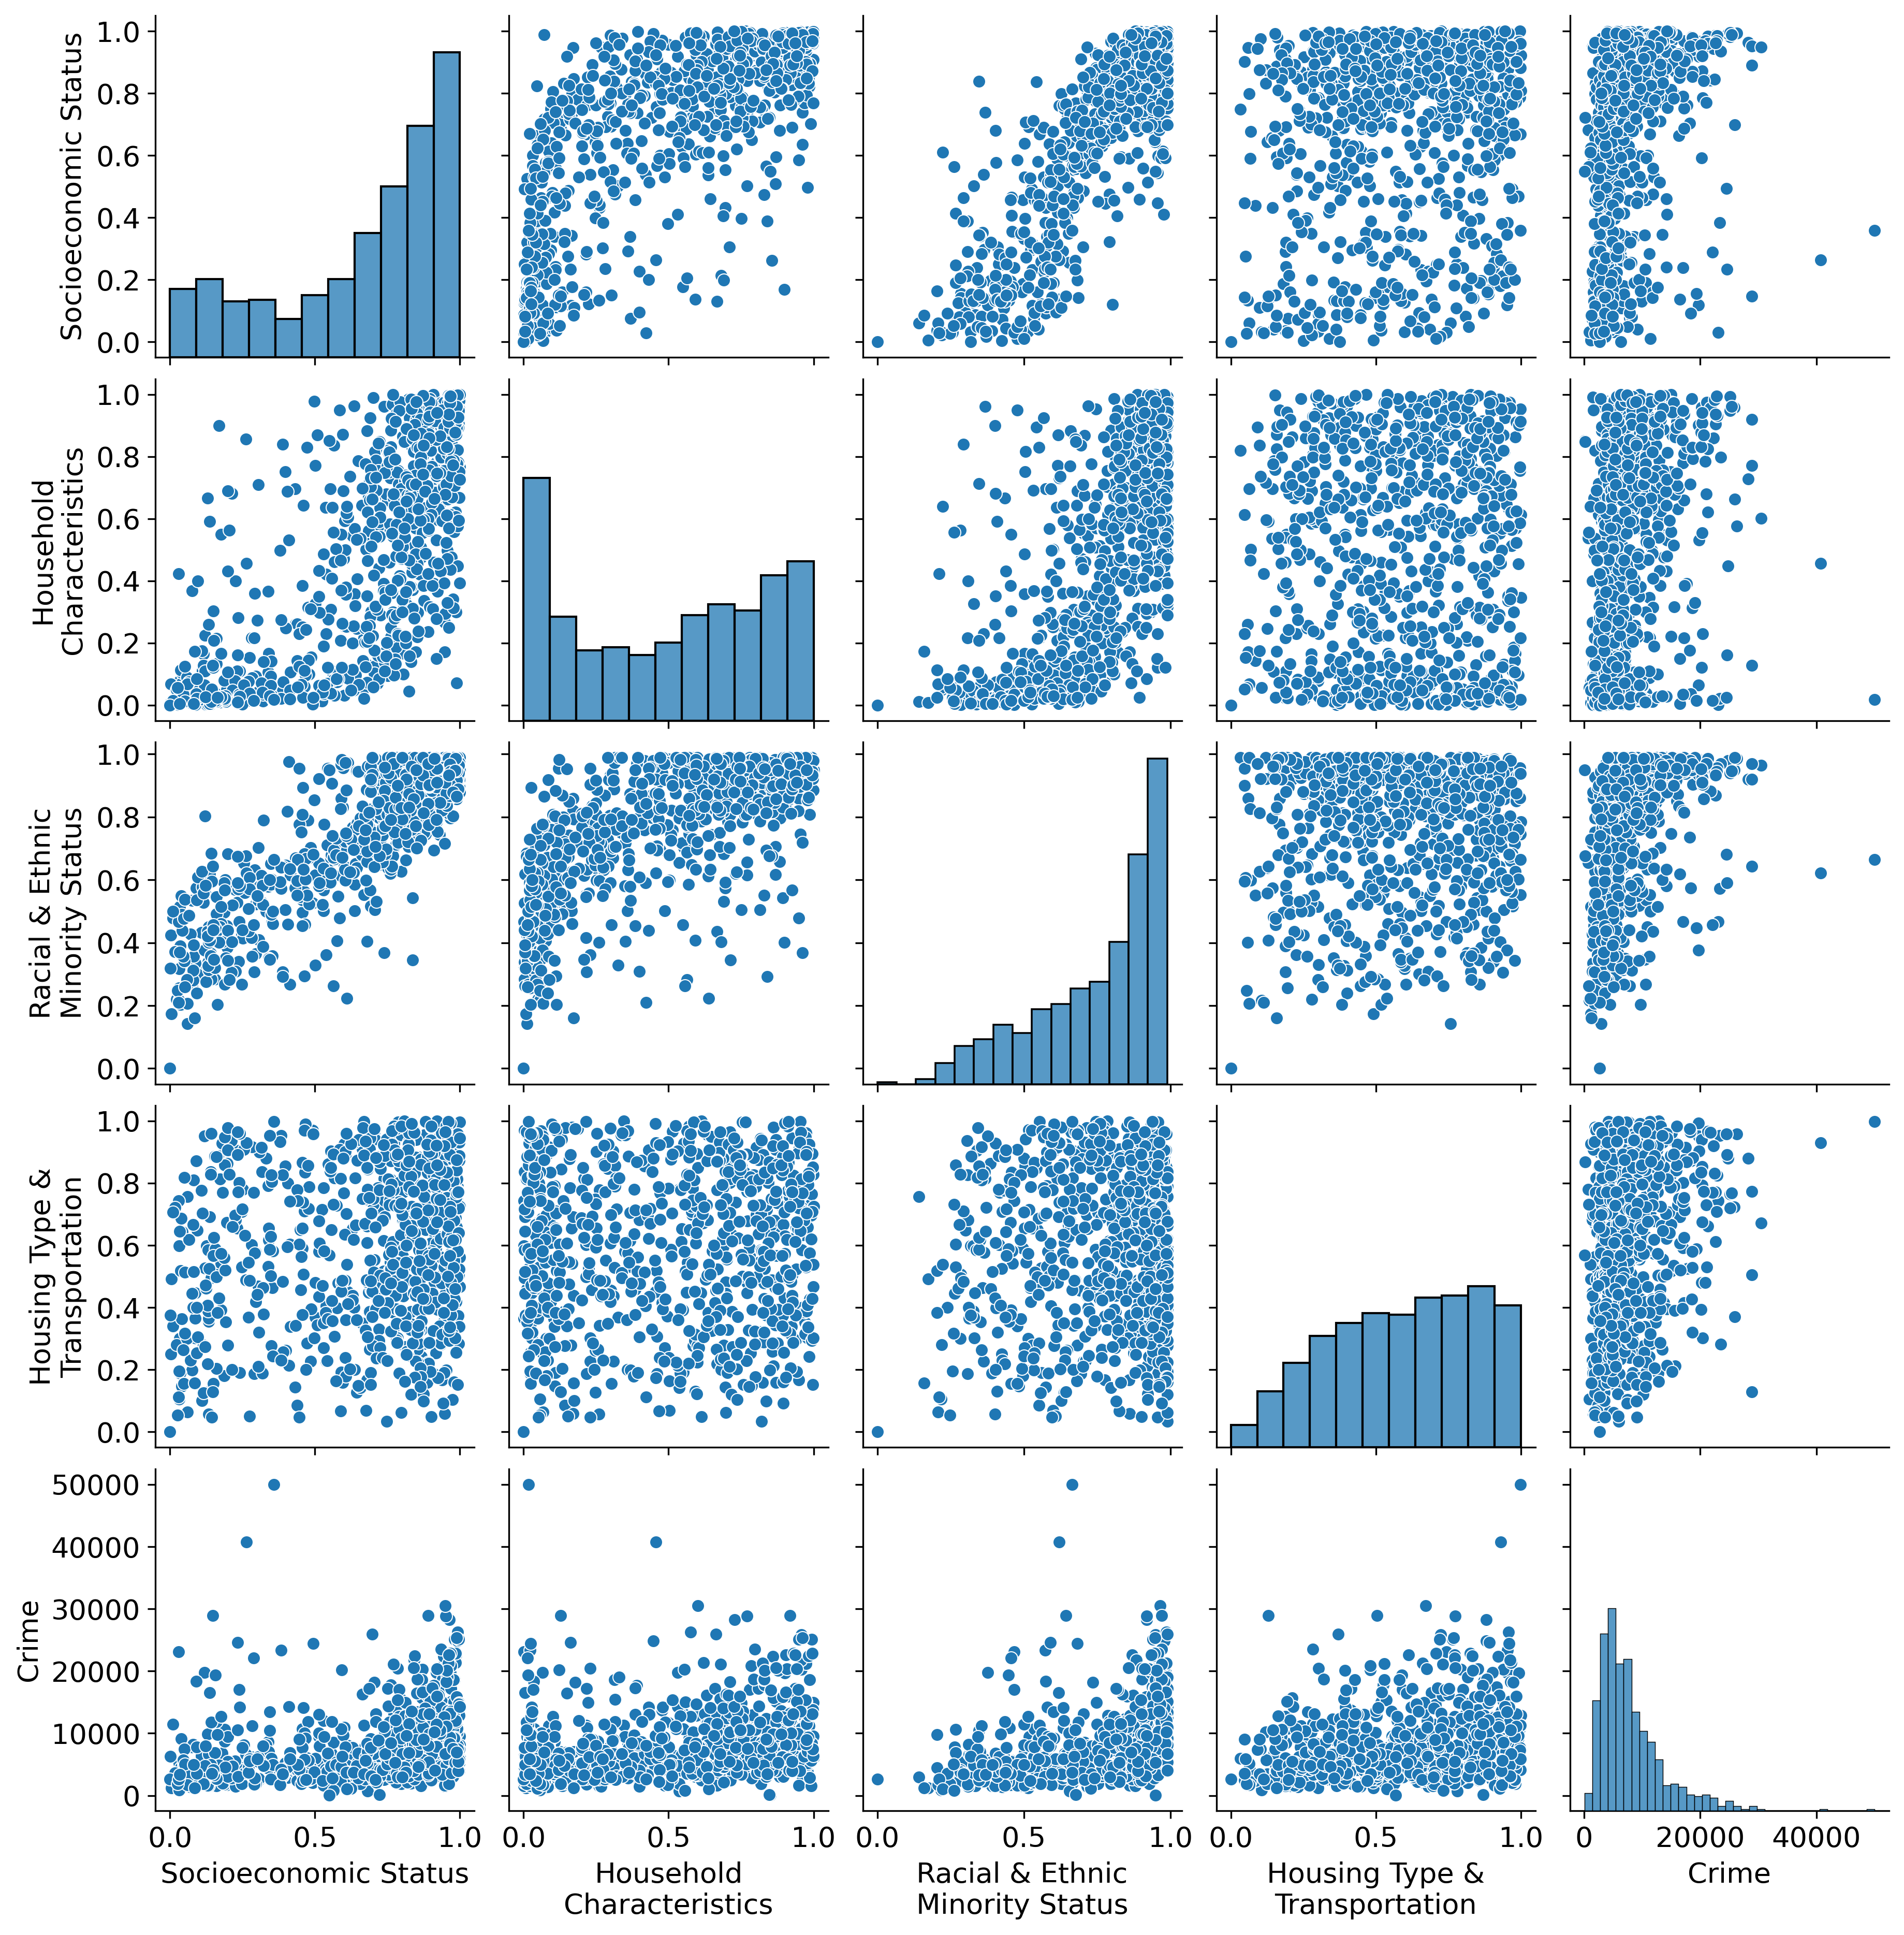 1.0
0.8
0.6
0.4
0.2
0.0
Socioeconomic Status
1.0
0.8
0.6
0.4
0.2
0.0
Household
Characteristics
1.0
0.8
0.6
0.4
0.2
0.0
Racial & Ethnic
Minority Status
1.0
0.8
0.6
0.4
0.2
0.0
Housing Type &
Transportation
50000
40000
30000
20000
10000
0
Crime
0.0 0.5 1.0
Socioeconomic Status
0.0 0.5 1.0
Household
Characteristics
0.0 0.5 1.0
Racial & Ethnic
Minority Status
0.0 0.5 1.0
Housing Type &
Transportation
0 20000 40000
Crime